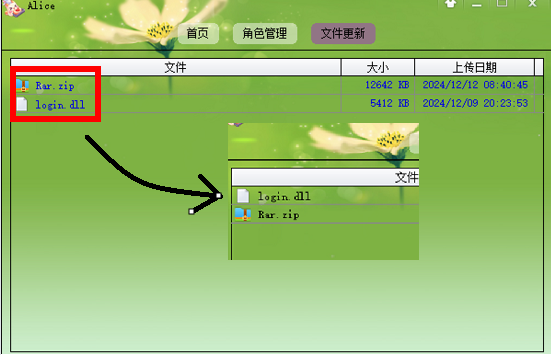 Alice
首页 角色管理 文件更新
文件 大小 上传日期
Rar.zip 12642 KB 2024/12/12 08:40:45
login.dll 5412 KB 2024/12/09 20:23:53
文件
login.dll
Rar.zip